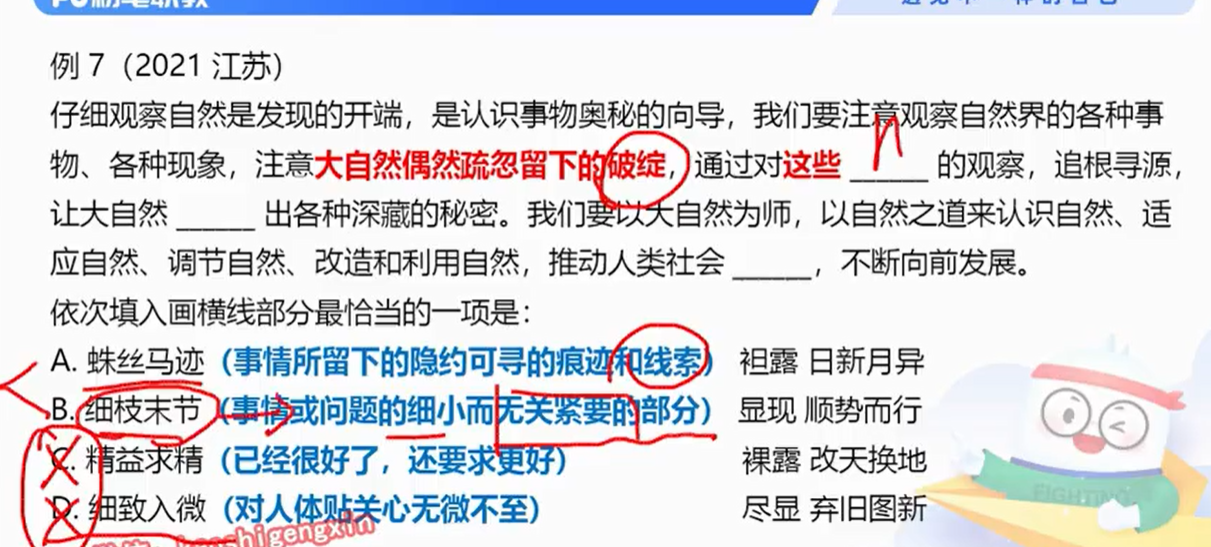 例 7（2021 江苏）
仔细观察自然是发现的开端，是认识事物奥秘的向导，我们要注意观察自然界的各种事
物、各种现象，注意大自然偶然疏忽留下的破绽，通过对这些 ______ 的观察，追根寻源，
让大自然 ______ 出各种深藏的秘密。我们要以大自然为师，以自然之道来认识自然、适
应自然、调节自然、改造和利用自然，推动人类社会 ______，不断向前发展。
依次填入画横线部分最恰当的一项是：
A. 蛛丝马迹（事情所留下的隐约可寻的痕迹和线索） 袒露 日新月异
B. 细枝末节（事情或问题的细小而无关紧要的部分） 显现 顺势而行
C. 精益求精（已经很好了，还要求更好） 裸露 改天换地
D. 细致入微（对人体贴关心无微不至） 尽显 弃旧图新
FIGHTING